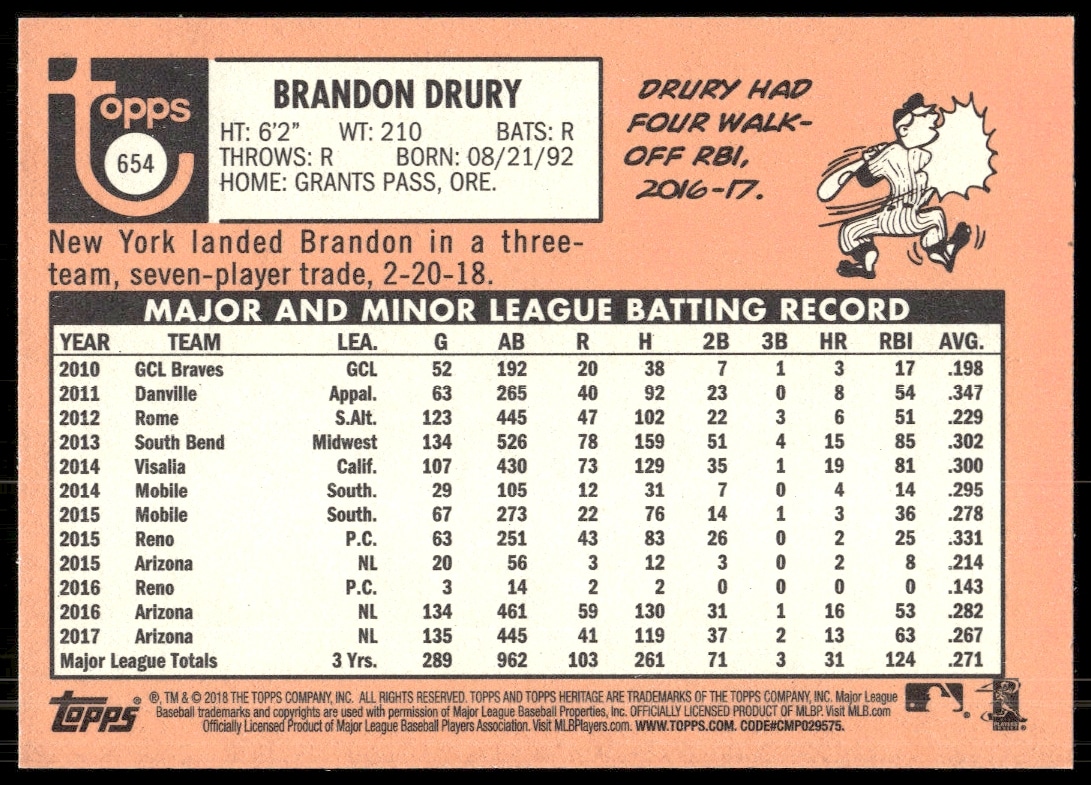 topps
654
BRANDON DRURY
HT: 6'2" WT: 210 BATS: R
THROWS: R BORN: 08/21/92
HOME: GRANTS PASS, ORE.
DRURY HAD
FOUR WALK-
OFF RBI,
2016-17.
New York landed Brandon in a three-
team, seven-player trade, 2-20-18.
MAJOR AND MINOR LEAGUE BATTING RECORD
YEAR TEAM LEA. G AB R H 2B 3B HR RBI AVG.
2010 GCL Braves GCL 52 192 20 38 7 1 3 17 .198
2011 Danville Appal. 63 265 40 92 23 0 8 54 .347
2012 Rome S.Alt. 123 445 47 102 22 3 6 51 .229
2013 South Bend Midwest 134 526 78 159 51 4 15 85 .302
2014 Visalia Calif. 107 430 73 129 35 1 19 81 .300
2014 Mobile South. 29 105 12 31 7 0 4 14 .295
2015 Mobile South. 67 273 22 76 14 1 3 36 .278
2015 Reno P.C. 63 251 43 83 26 0 2 25 .331
2015 Arizona NL 20 56 3 12 3 0 2 8 .214
2016 Reno P.C. 3 14 2 2 0 0 0 0 .143
2016 Arizona NL 134 461 59 130 31 1 16 53 .282
2017 Arizona NL 135 445 41 119 37 2 13 63 .267
Major League Totals 3 Yrs. 289 962 103 261 71 3 31 124 .271
topps
®, TM & © 2018 THE TOPPS COMPANY, INC. ALL RIGHTS RESERVED. TOPPS AND TOPPS HERITAGE ARE TRADEMARKS OF THE TOPPS COMPANY, INC. Major League
Baseball trademarks and copyrights are used with permission of Major League Baseball Properties, Inc. OFFICIALLY LICENSED PRODUCT OF MLBP. Visit MLB.com
Officially Licensed Product of Major League Baseball Players Association. Visit MLBPlayers.com. WWW.TOPPS.COM. CODE#CMP029575.